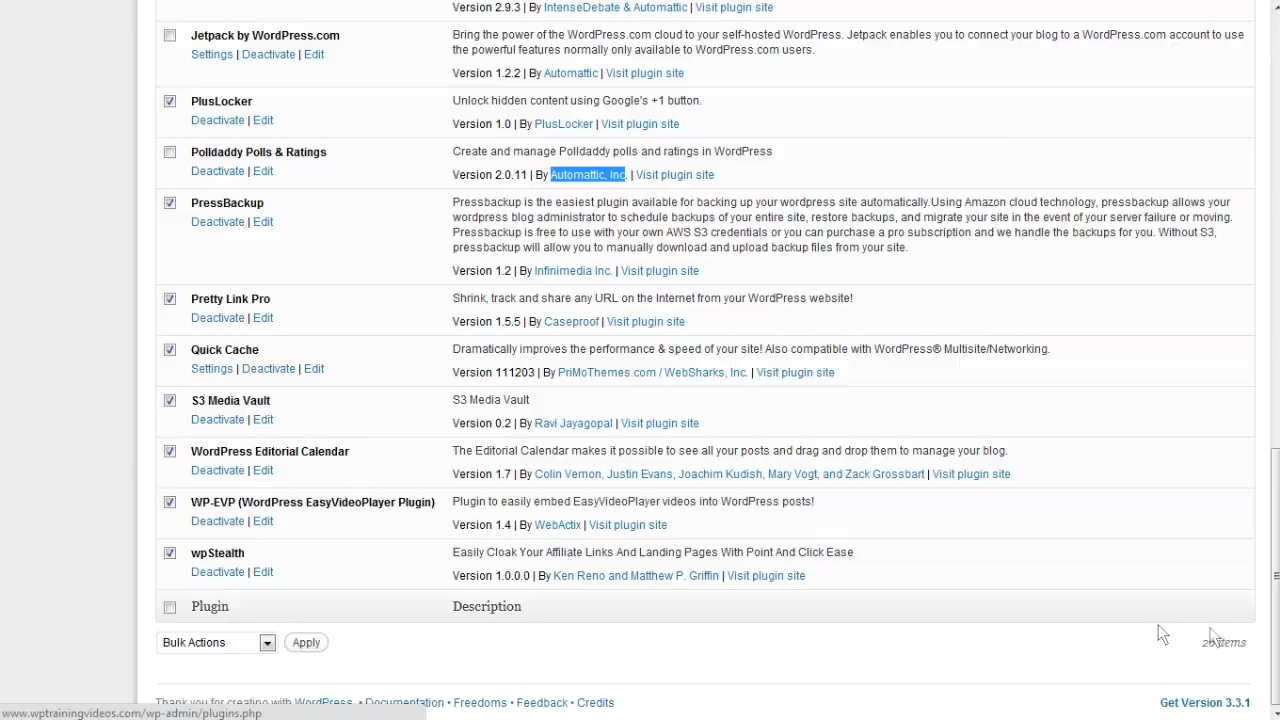 Version 2.9.3 | By IntenseDebate & Automattic | Visit plugin site
Jetpack by WordPress.com
Bring the power of the WordPress.com cloud to your self-hosted WordPress. Jetpack enables you to connect your blog to a WordPress.com account to use
Settings | Deactivate | Edit
the powerful features normally only available to WordPress.com users.
Version 1.2.2 | By Automattic | Visit plugin site
PlusLocker
Unlock hidden content using Google's +1 button.
Deactivate | Edit
Version 1.0 | By PlusLocker | Visit plugin site
Polldaddy Polls & Ratings
Create and manage Polldaddy polls and ratings in WordPress
Deactivate | Edit
Version 2.0.11 | By Automattic, Inc. | Visit plugin site
PressBackup
Pressbackup is the easiest plugin available for backing up your wordpress site automatically.Using Amazon cloud technology, pressbackup allows your
Deactivate | Edit
wordpress blog administrator to schedule backups of your entire site, restore backups, and migrate your site in the event of your server failure or moving.
Pressbackup is free to use with your own AWS S3 credentials or you can purchase a pro subscription and we handle the backups for you. Without S3,
pressbackup will allow you to manually download and upload backup files from your site.
Version 1.2 | By Infinimedia Inc. | Visit plugin site
Pretty Link Pro
Shrink, track and share any URL on the Internet from your WordPress website!
Deactivate | Edit
Version 1.5.5 | By Caseproof | Visit plugin site
Quick Cache
Dramatically improves the performance & speed of your site! Also compatible with WordPress® Multisite/Networking.
Settings | Deactivate | Edit
Version 111203 | By PriMoThemes.com / WebSharks, Inc. | Visit plugin site
S3 Media Vault
S3 Media Vault
Deactivate | Edit
Version 0.2 | By Ravi Jayagopal | Visit plugin site
WordPress Editorial Calendar
The Editorial Calendar makes it possible to see all your posts and drag and drop them to manage your blog.
Deactivate | Edit
Version 1.7 | By Colin Vernon, Justin Evans, Joachim Kudish, Mary Vogt, and Zack Grossbart | Visit plugin site
WP-EVP (WordPress EasyVideoPlayer Plugin)
Plugin to easily embed EasyVideoPlayer videos into WordPress posts!
Deactivate | Edit
Version 1.4 | By WebActix | Visit plugin site
wpStealth
Easily Cloak Your Affiliate Links And Landing Pages With Point And Click Ease
Deactivate | Edit
Version 1.0.0.0 | By Ken Reno and Matthew P. Griffin | Visit plugin site
Plugin
Description
Bulk Actions
Apply
items
Thank you for creating with WordPress. • Documentation • Freedoms • Feedback • Credits
Get Version 3.3.1
www.wptrainingvideos.com/wp-admin/plugins.php